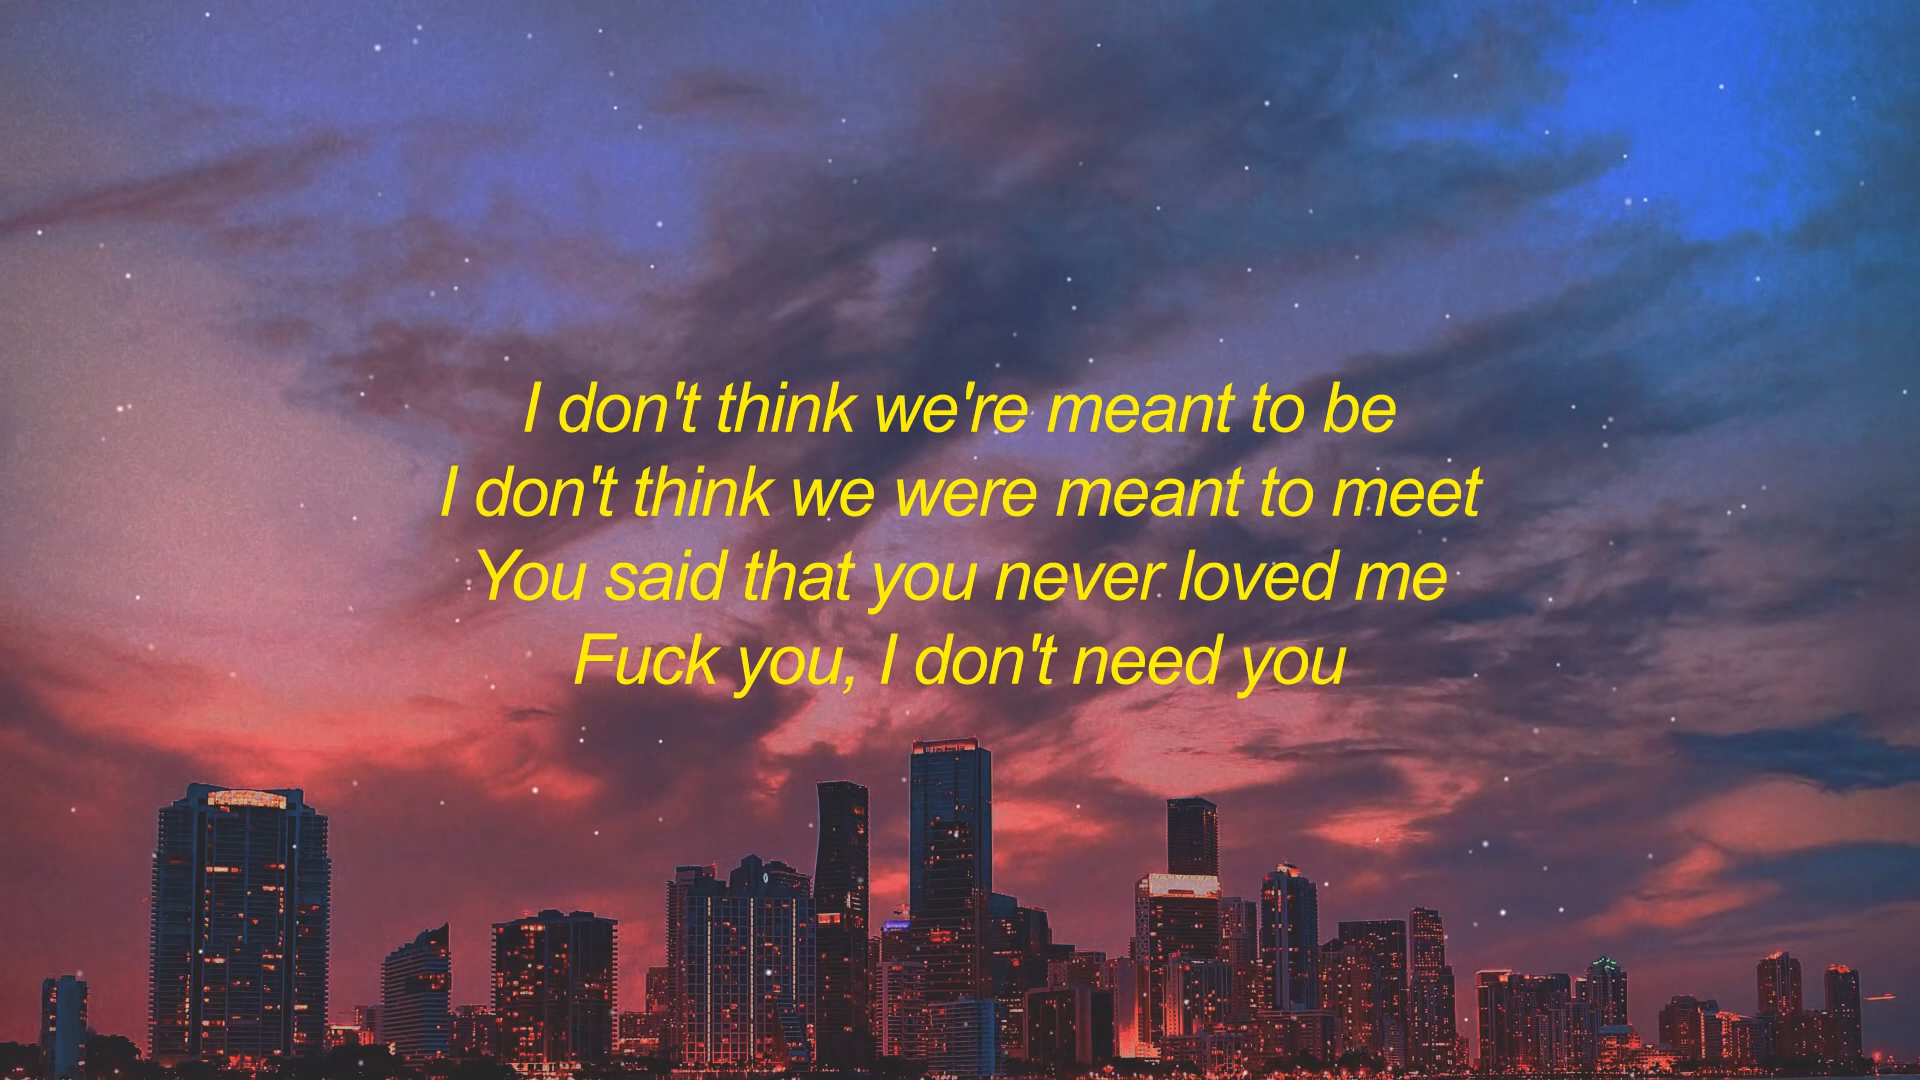 I don't think we're meant to be
I don't think we were meant to meet
You said that you never loved me
Fuck you, I don't need you